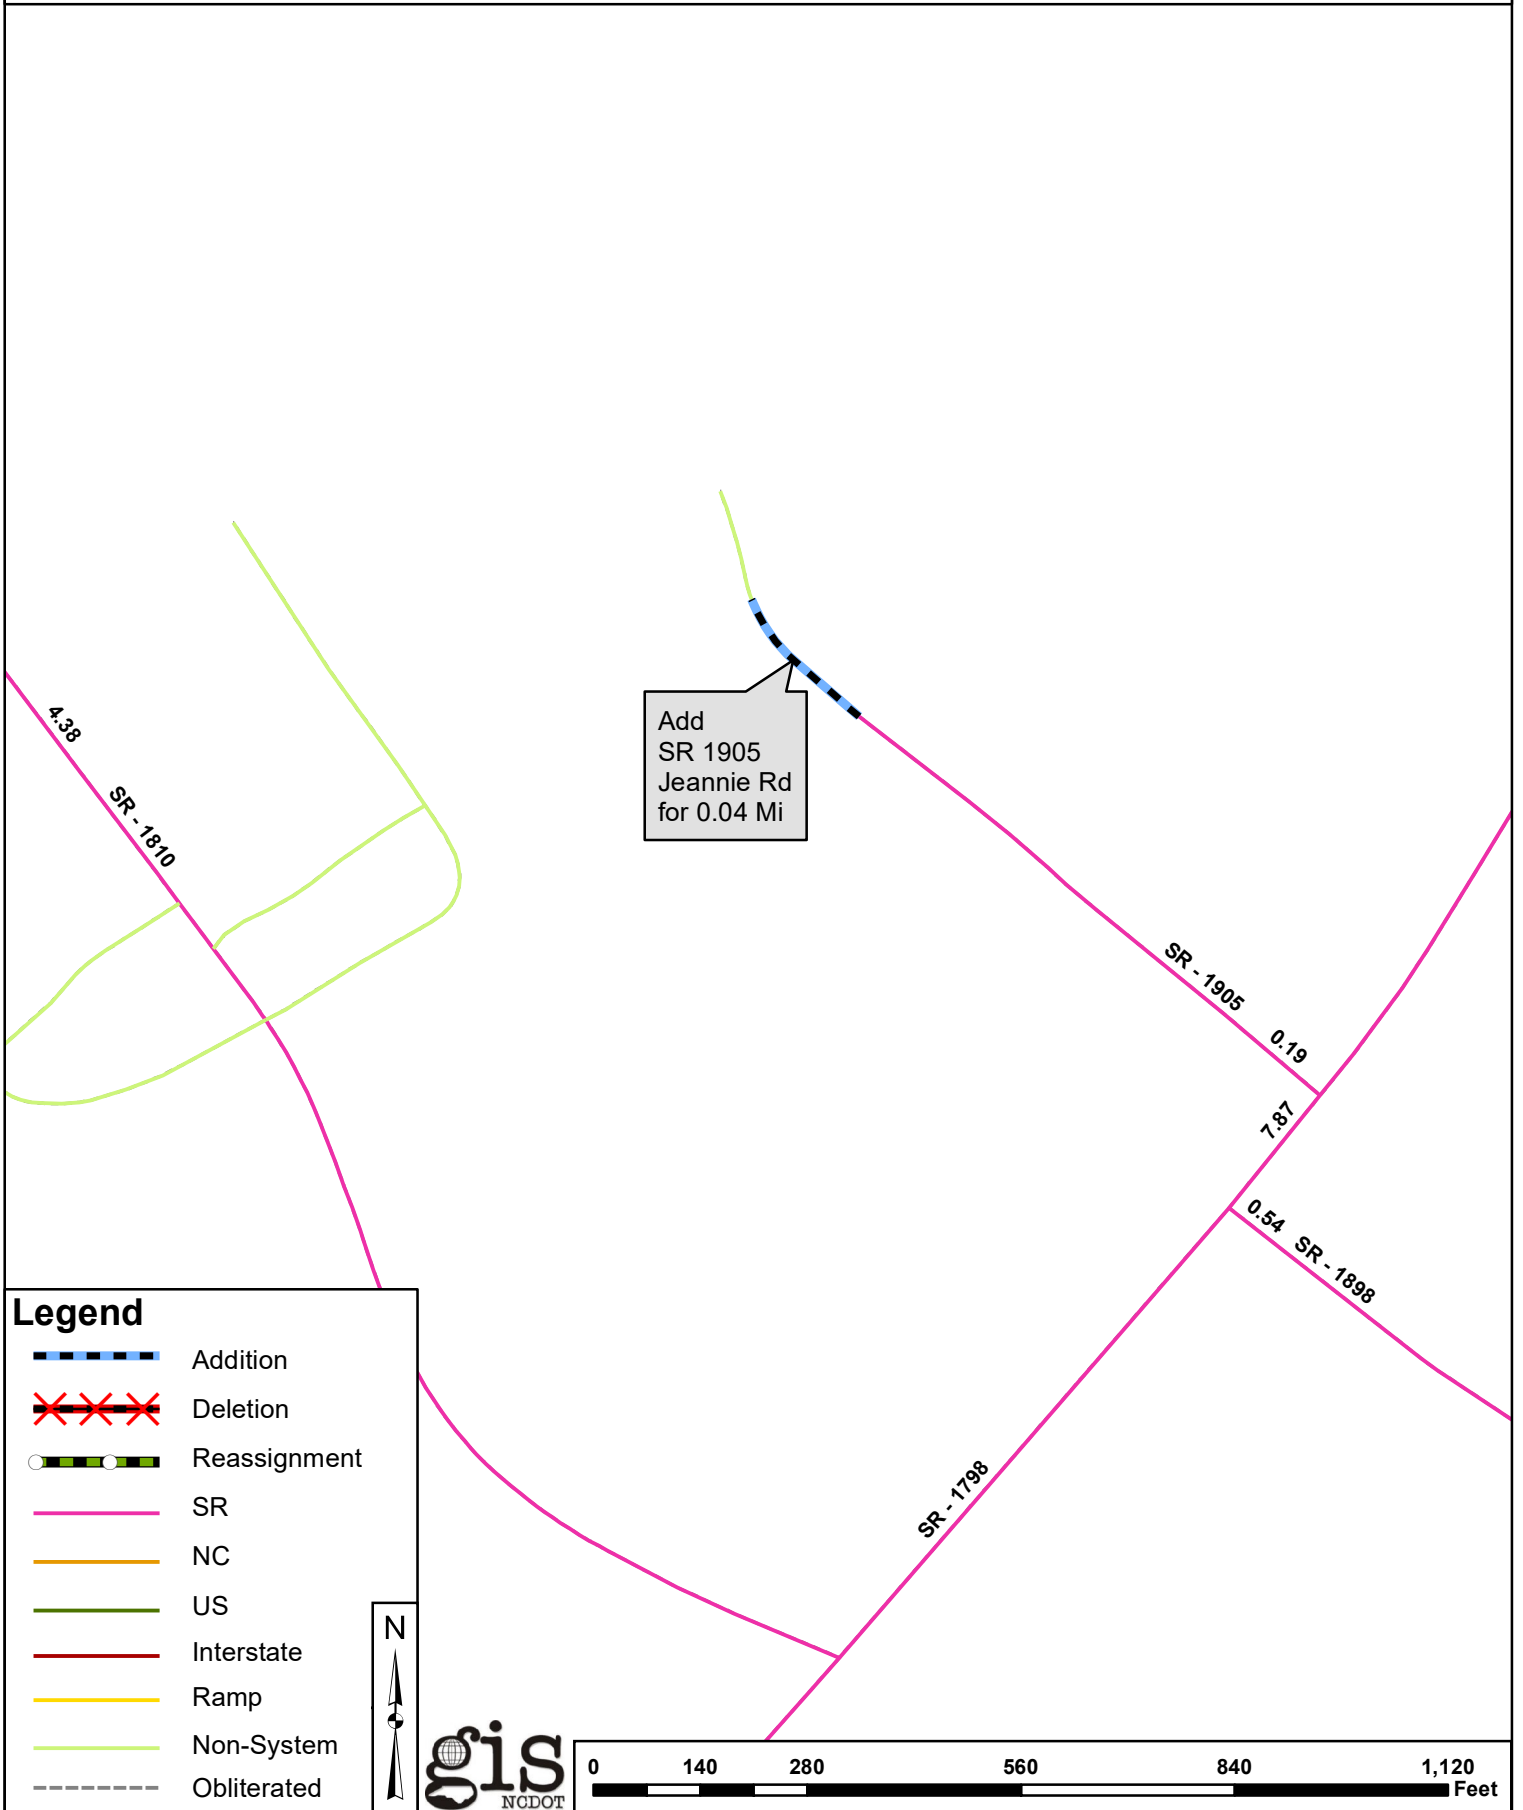 Add
SR 1905
Jeannie Rd
for 0.04 Mi
4.38
SR - 1810
SR - 1905
0.19
7.87
0.54 SR - 1898
SR - 1798
Legend
Addition
Deletion
Reassignment
SR
NC
US
Interstate
Ramp
Non-System
Obliterated
N
gis
NCDOT
0 140 280 560 840 1,120
Feet